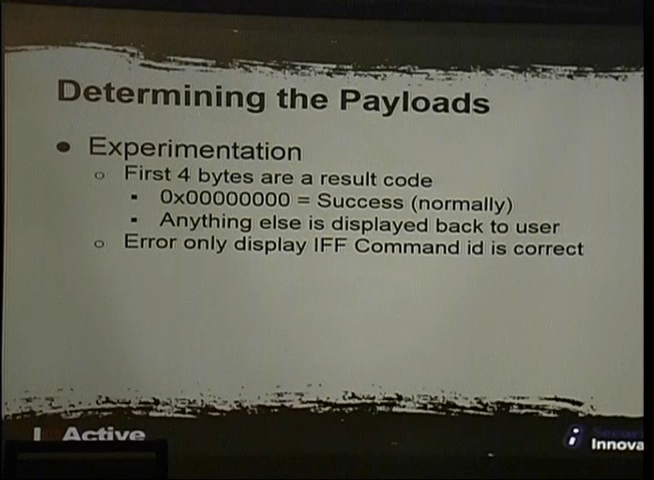 Determining the Payloads
● Experimentation
○ First 4 bytes are a result code
▪ 0x00000000 = Success (normally)
▪ Anything else is displayed back to user
○ Error only display IFF Command id is correct
Active
i
Innova